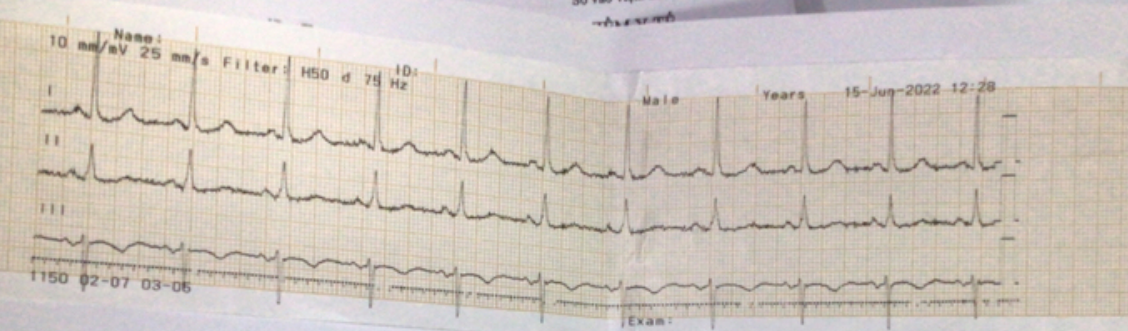 Name:
10 mm/mV 25 mm/s Filter: H50 d 75 Hz
ID:
Male Years 15-Jun-2022 12:28
I
II
III
1150 02-07 03-05
Exam: